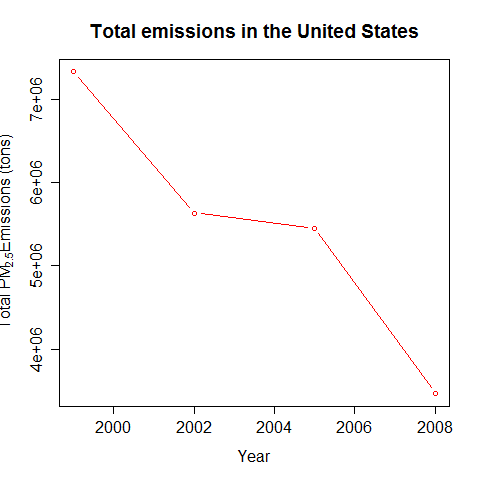 Total emissions in the United States
Total PM2.5Emissions (tons)
7e+06
6e+06
5e+06
4e+06
2000 2002 2004 2006 2008
Year